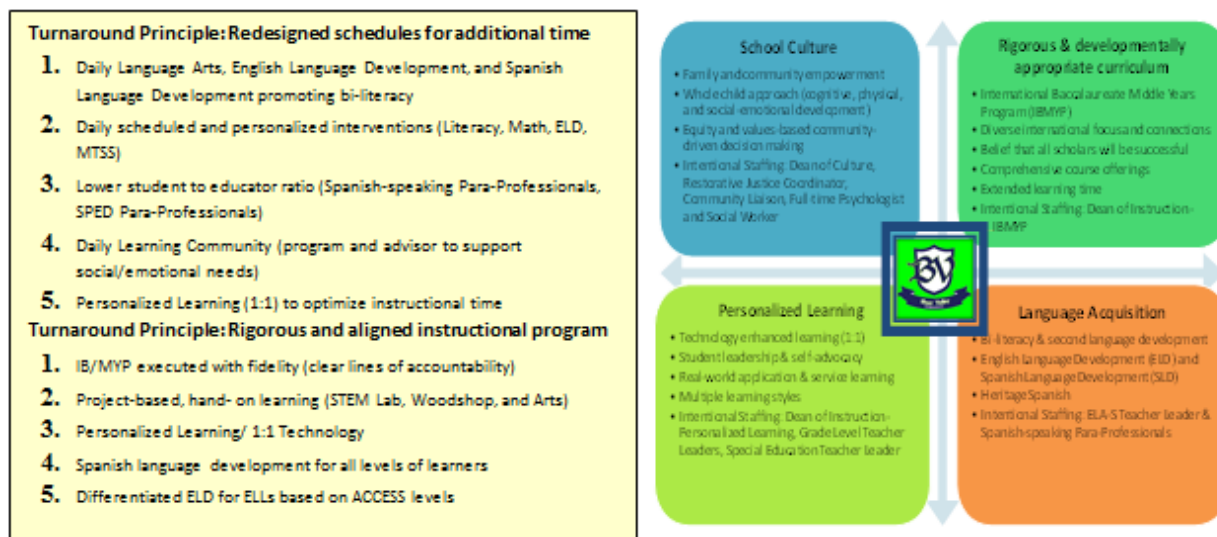 Turnaround Principle: Redesigned schedules for additional time
1. Daily Language Arts, English Language Development, and Spanish
Language Development promoting bi-literacy
2. Daily scheduled and personalized interventions (Literacy, Math, ELD,
MTSS)
3. Lower student to educator ratio (Spanish-speaking Para-Professionals,
SPED Para-Professionals)
4. Daily Learning Community (program and advisor to support
social/emotional needs)
5. Personalized Learning (1:1) to optimize instructional time
Turnaround Principle: Rigorous and aligned instructional program
1. IB/MYP executed with fidelity (clear lines of accountability)
2. Project-based, hand- on learning (STEM Lab, Woodshop, and Arts)
3. Personalized Learning/ 1:1 Technology
4. Spanish language development for all levels of learners
5. Differentiated ELD for ELLs based on ACCESS levels
School Culture
• Family and community empowerment
• Whole child approach (cognitive, physical,
and social-emotional development)
• Equity and values-based community-
driven decision making
• Intentional Staffing: Dean of Culture,
Restorative Justice Coordinator,
Community Liaison, Full-time Psychologist
and Social Worker
Rigorous & developmentally
appropriate curriculum
• International Baccalaureate Middle Years
Program (IBMYP)
• Diverse international focus and connections
• Belief that all scholars will be successful
• Comprehensive course offerings
• Extended learning time
• Intentional Staffing: Dean of Instruction-
IBMYP
BV
Personalized Learning
• Technology enhanced learning (1:1)
• Student leadership & self-advocacy
• Real-world application & service learning
• Multiple learning styles
• Intentional Staffing: Dean of Instruction-
Personalized Learning, Grade Level Teacher
Leaders, Special Education Teacher Leader
Language Acquisition
• Bi-literacy & second language development
• English Language Development (ELD) and
Spanish Language Development (SLD)
• Heritage Spanish
• Intentional Staffing: ELA-S Teacher Leader &
Spanish-speaking Para-Professionals